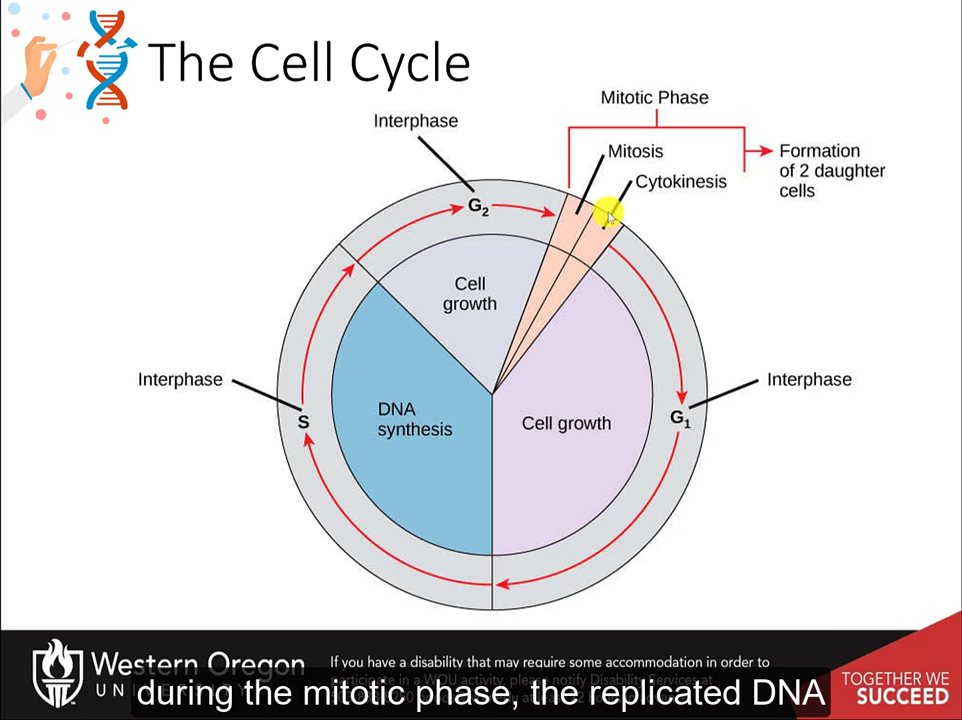 The Cell Cycle
Mitotic Phase
Interphase
Mitosis
Formation
of 2 daughter
cells
Cytokinesis
G2
Cell
growth
Interphase
Interphase
DNA
synthesis
S
Cell growth
G1
Western Oregon
UNIVERSITY
If you have a disability that may require some accommodation in order to
participate in a WOU activity, please notify Disability Services at
TOGETHER WE
SUCCEED
during the mitotic phase, the replicated DNA